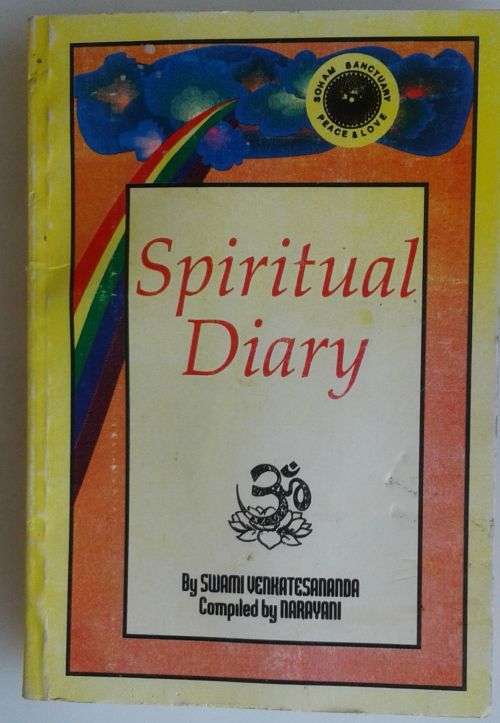 SOHAM SANCTUARY
PEACE & LOVE
Spiritual
Diary
ॐ
By SWAMI VENKATESANANDA
Compiled by NARAYANI